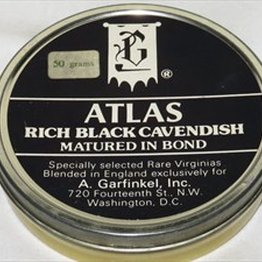 G
50 grams
®
ATLAS
RICH BLACK CAVENDISH
MATURED IN BOND
Specially selected Rare Virginias
Blended in England exclusively for
A. Garfinkel, Inc.
720 Fourteenth St., N.W.
Washington, D.C.